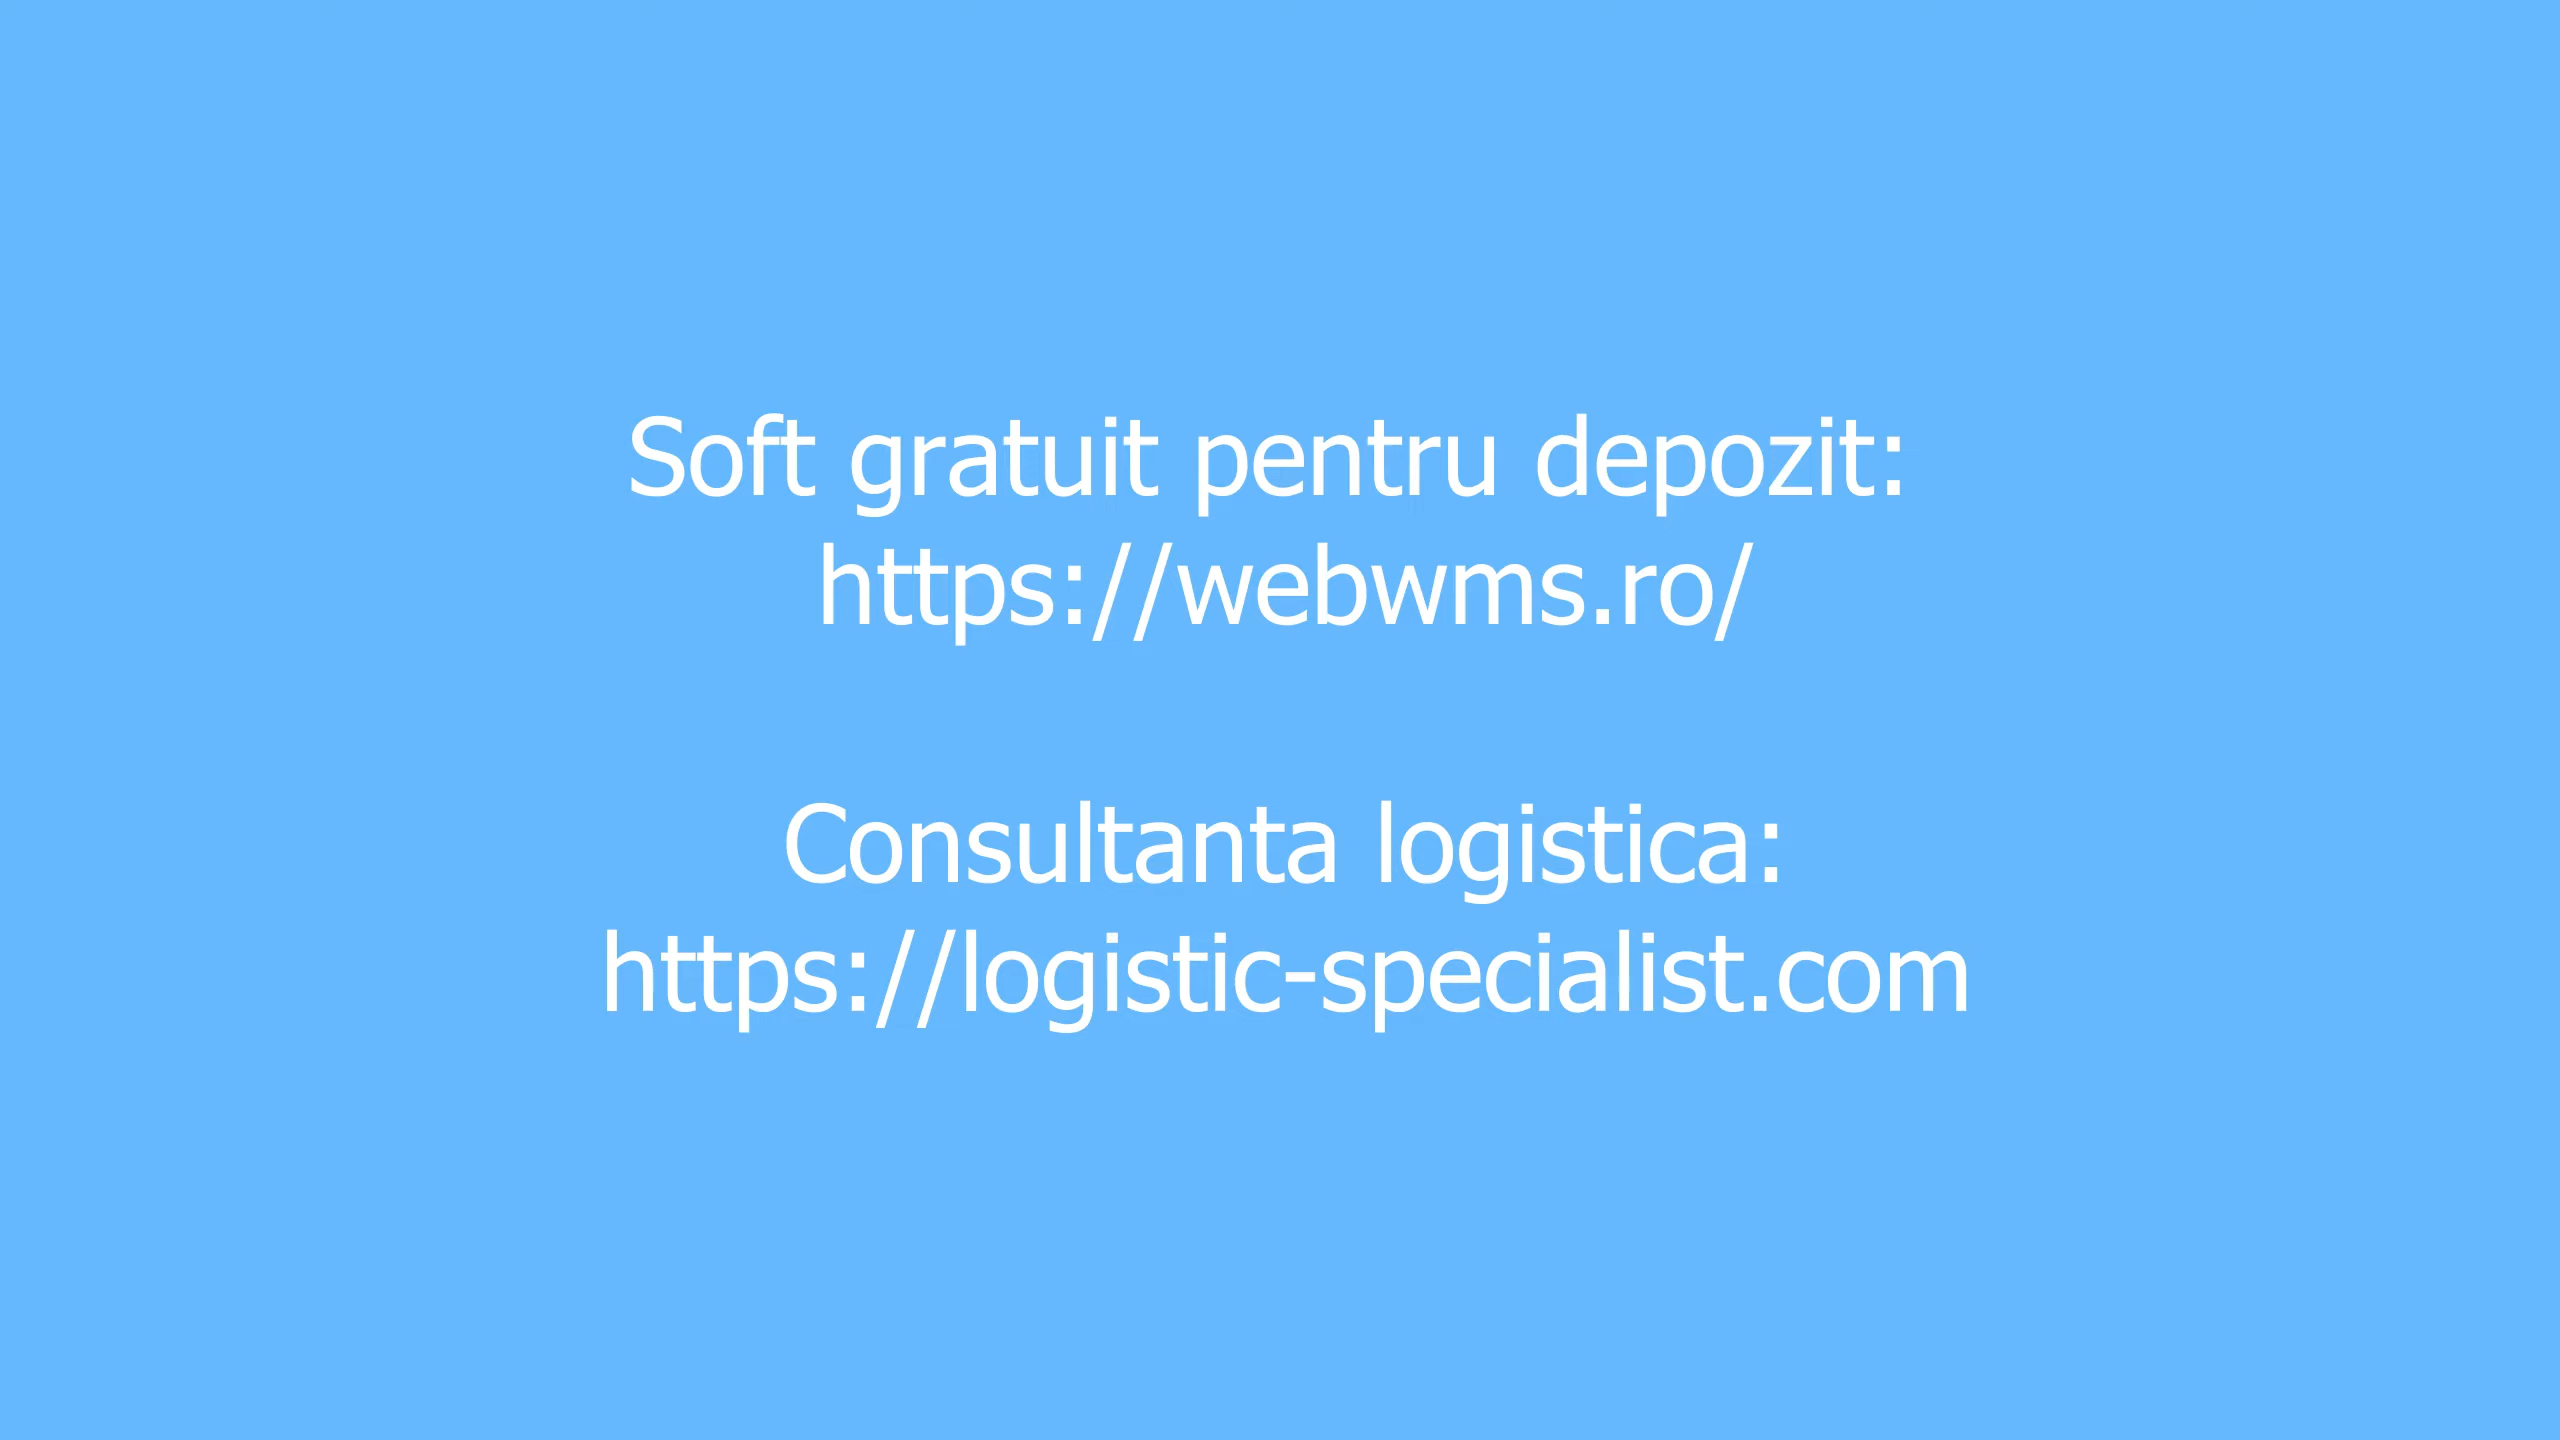 Soft gratuit pentru depozit:
https://webwms.ro/
Consultanta logistica:
https://logistic-specialist.com